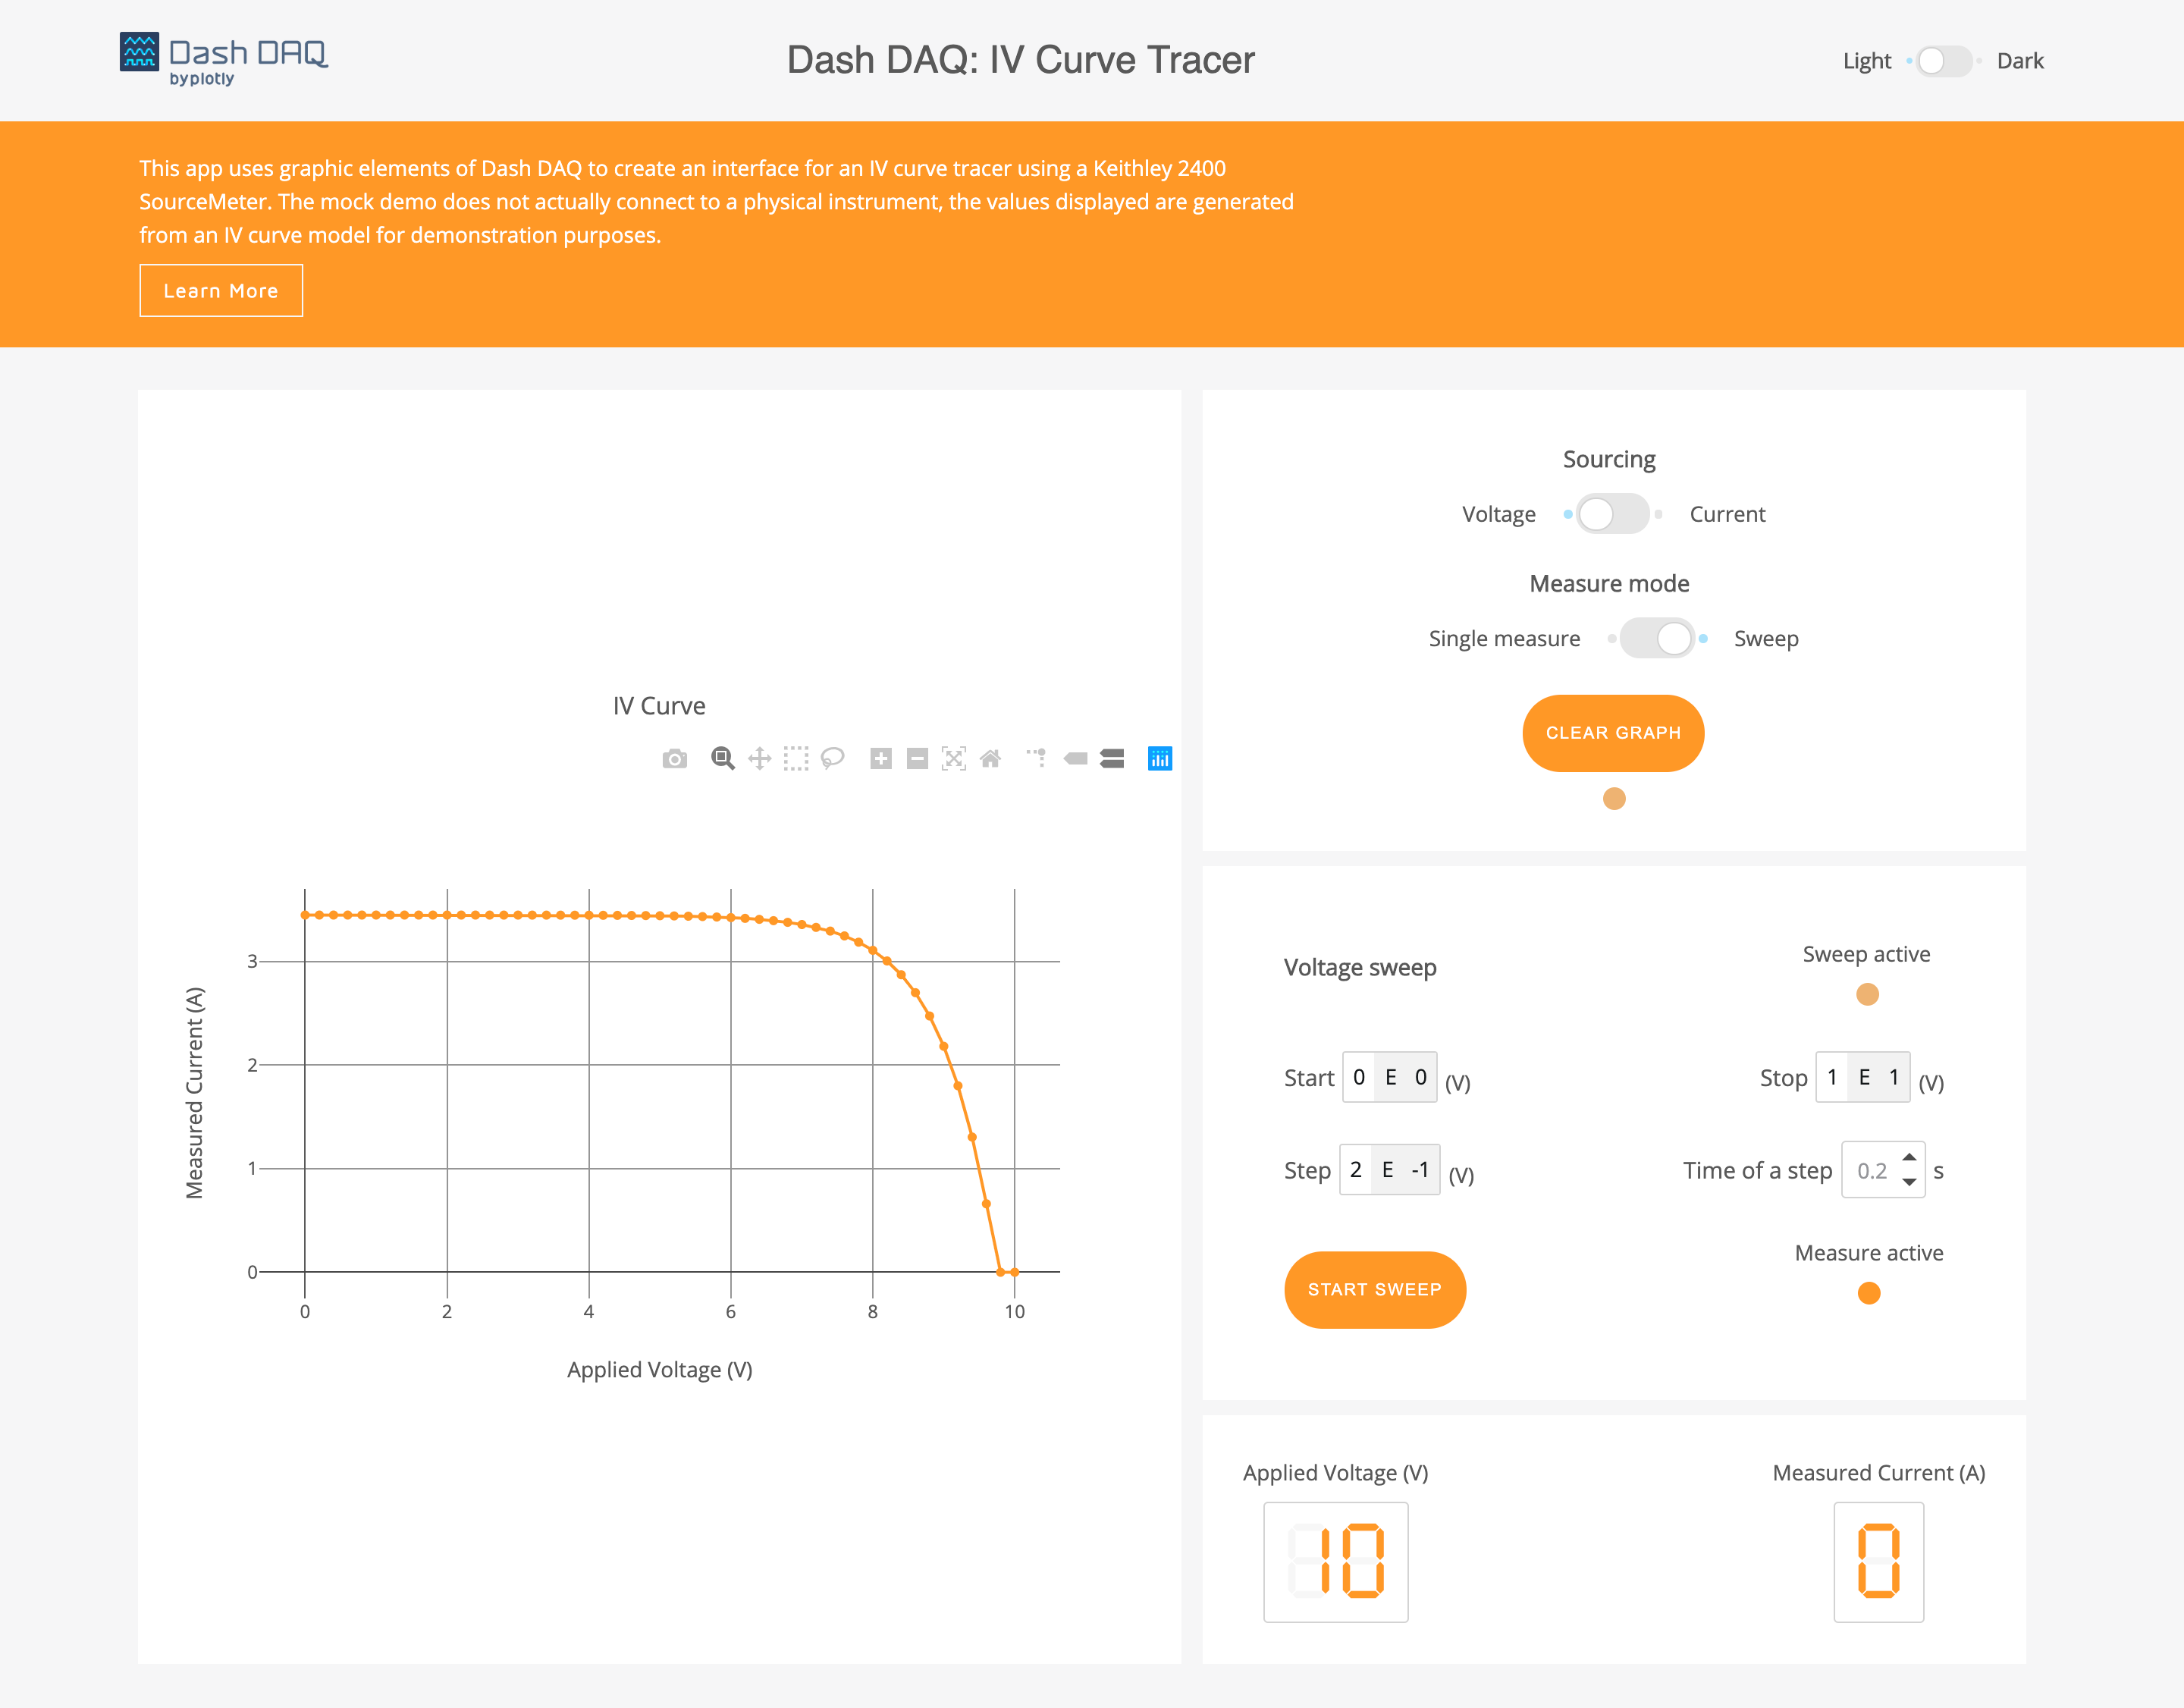 Dash DAQ
by plotly
Dash DAQ: IV Curve Tracer
Light Dark
This app uses graphic elements of Dash DAQ to create an interface for an IV curve tracer using a Keithley 2400
SourceMeter. The mock demo does not actually connect to a physical instrument, the values displayed are generated
from an IV curve model for demonstration purposes.
Learn More
IV Curve
3
2
1
0
0 2 4 6 8 10
Measured Current (A)
Applied Voltage (V)
Sourcing
Voltage Current
Measure mode
Single measure Sweep
CLEAR GRAPH
Voltage sweep
Sweep active
Start 0 E 0 (V)
Stop 1 E 1 (V)
Step 2 E -1 (V)
Time of a step 0.2 s
START SWEEP
Measure active
Applied Voltage (V)
10
Measured Current (A)
0